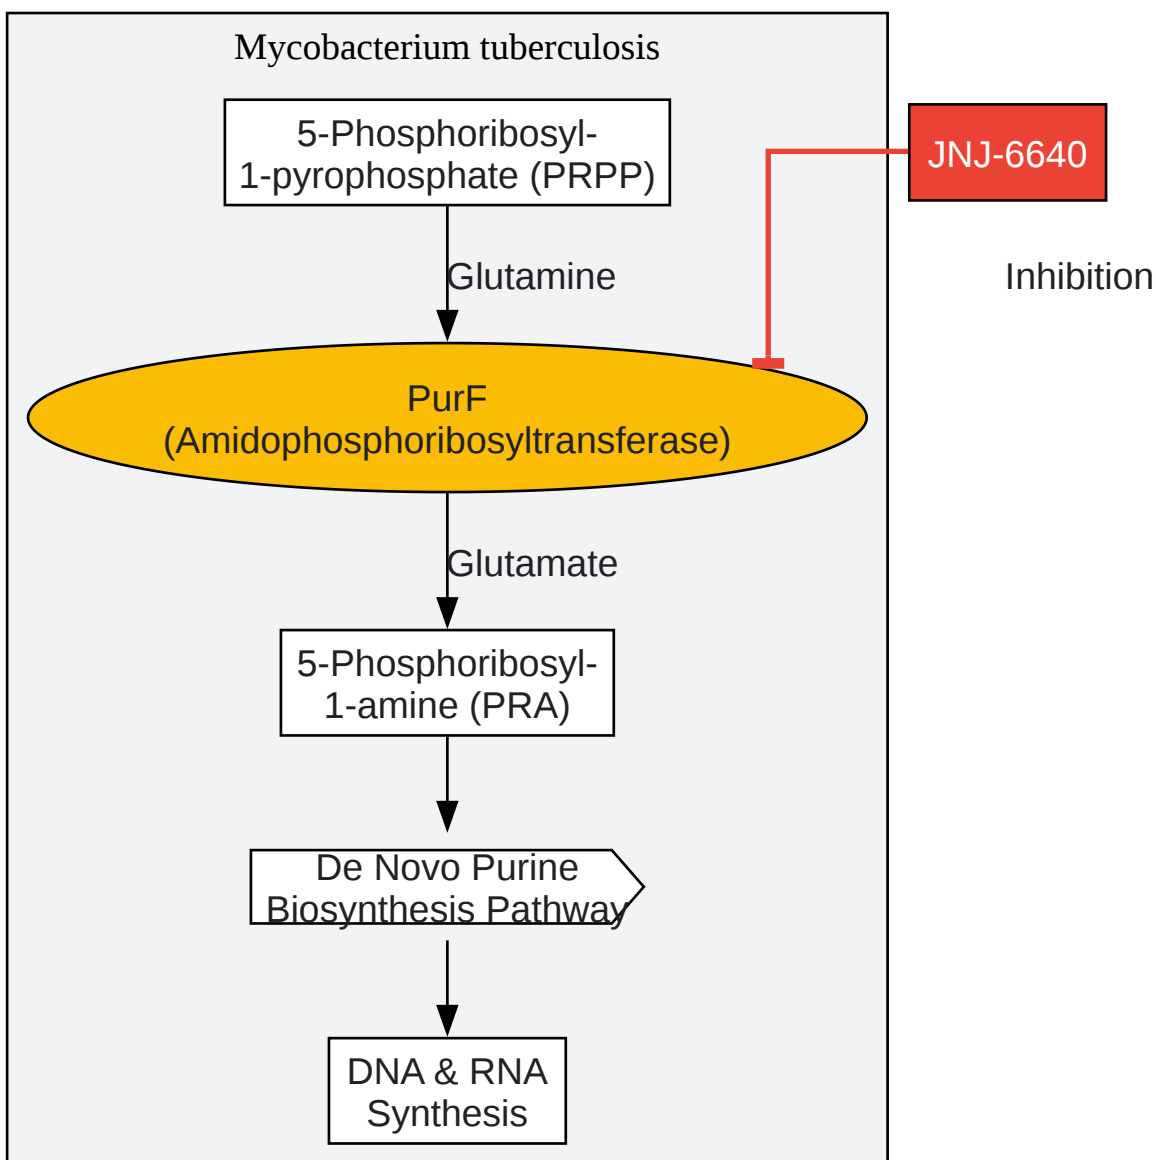 Mycobacterium tuberculosis
5-Phosphoribosyl-
1-pyrophosphate (PRPP)
JNJ-6640
Glutamine
Inhibition
PurF
(Amidophosphoribosyltransferase)
Glutamate
5-Phosphoribosyl-
1-amine (PRA)
De Novo Purine
Biosynthesis Pathway
DNA & RNA
Synthesis